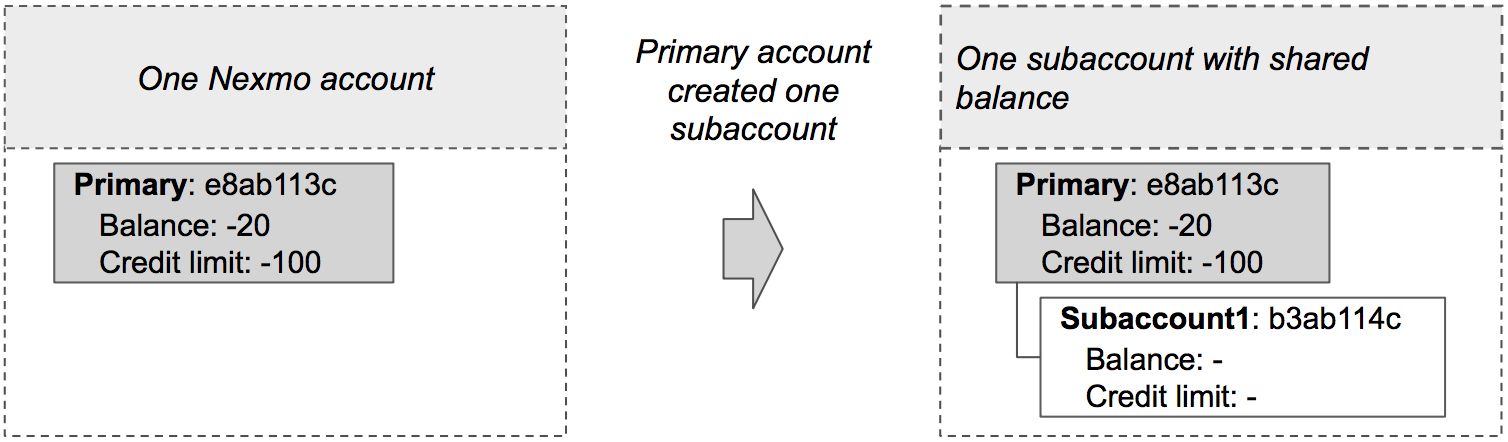 One Nexmo account
Primary: e8ab113c
Balance: -20
Credit limit: -100
Primary account
created one
subaccount
One subaccount with shared
balance
Primary: e8ab113c
Balance: -20
Credit limit: -100
Subaccount1: b3ab114c
Balance: -
Credit limit: -